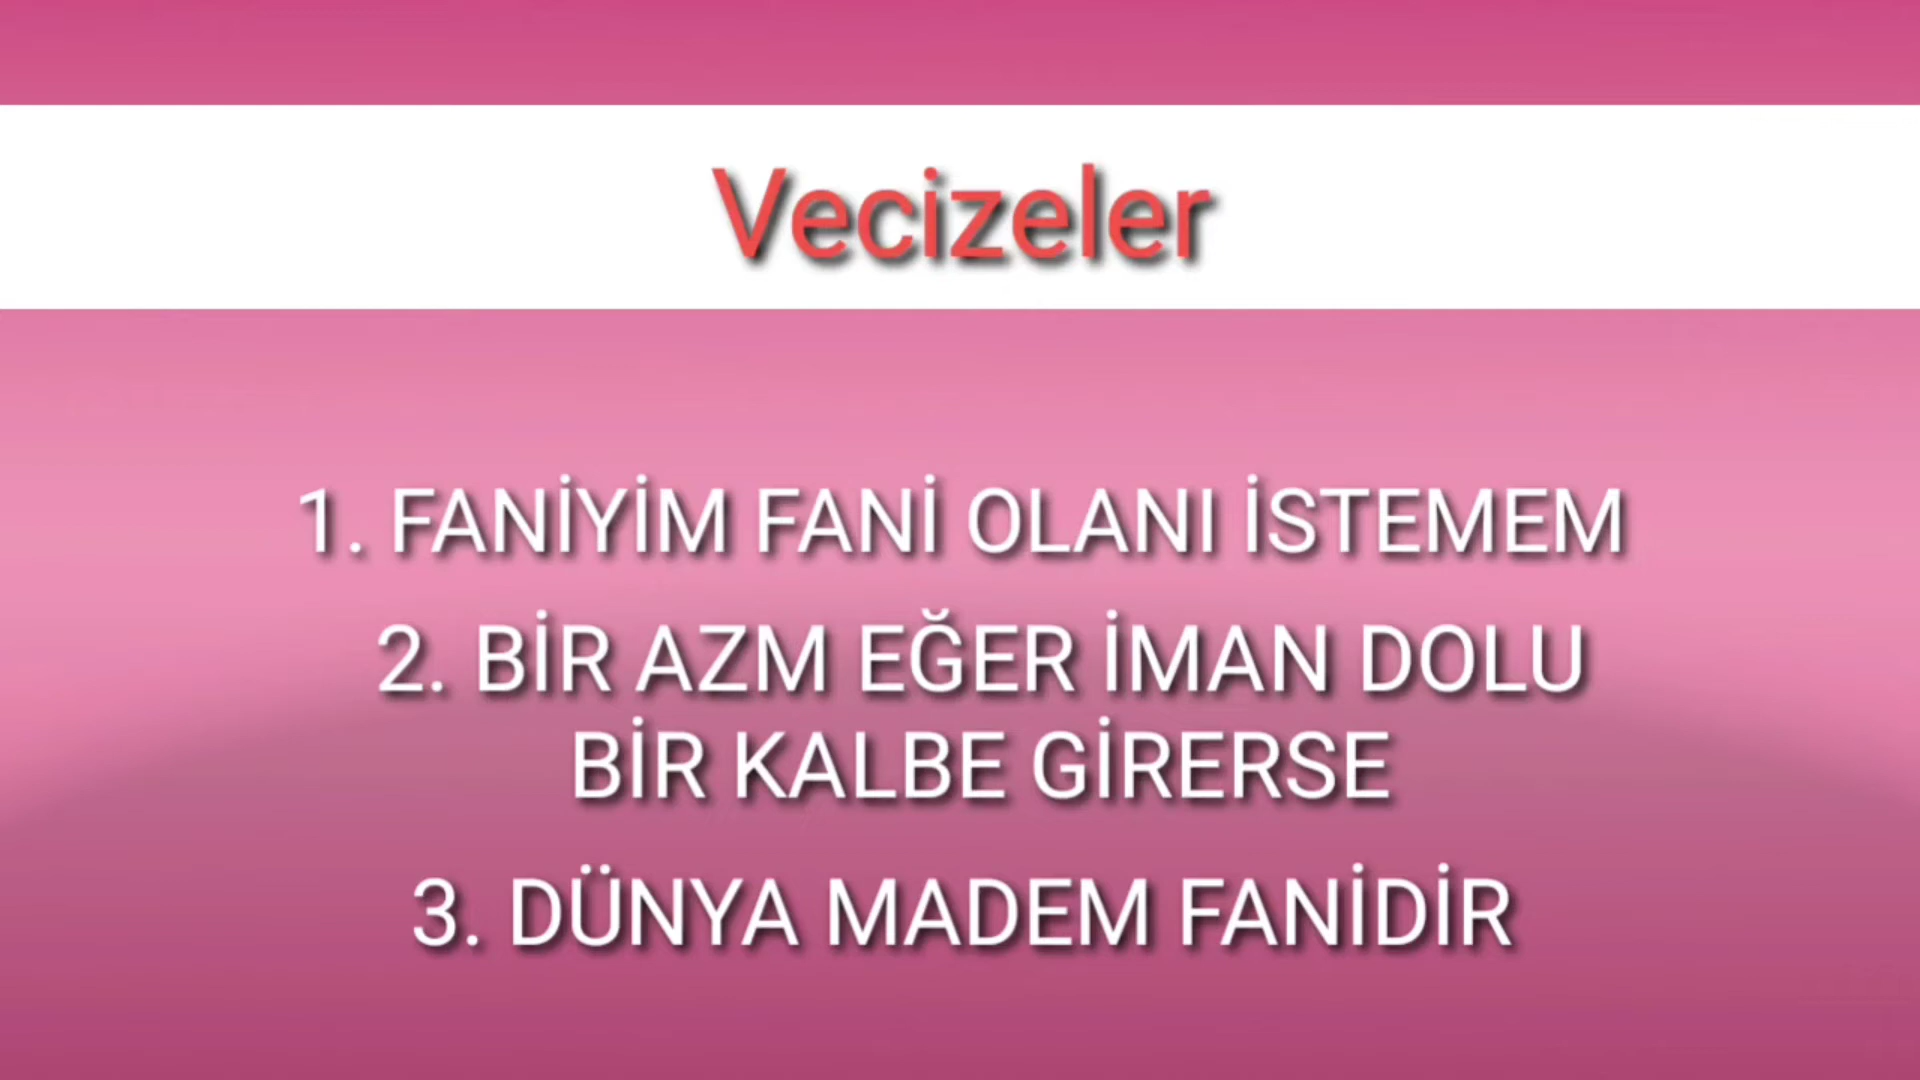 Vecizeler
1. FANİYİM FANİ OLANI İSTEMEM
2. BİR AZM EĞER İMAN DOLU
BİR KALBE GİRERSE
3. DÜNYA MADEM FANİDİR